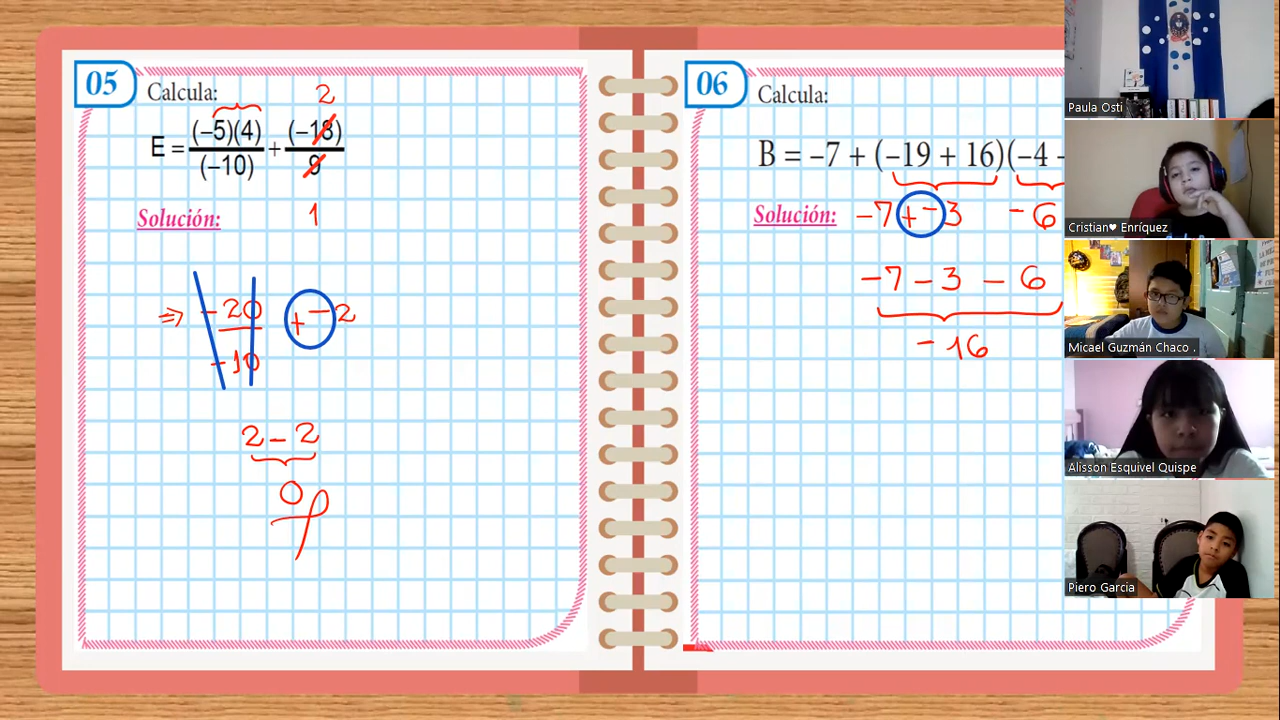 05
Calcula:
2
E = (–5)(4)/(–10) + (–18)/9
Solución:
1
⇒ -20/-10 + -2
2 - 2
0
06
Calcula:
B = –7 + (–19 + 16)(–4 –
Solución:
-7 + -3 -6
-7 - 3 - 6
-16
Paula Osti
Cristian♥ Enríquez
Micael Guzmán Chaco .
Alisson Esquivel Quispe
Piero Garcia